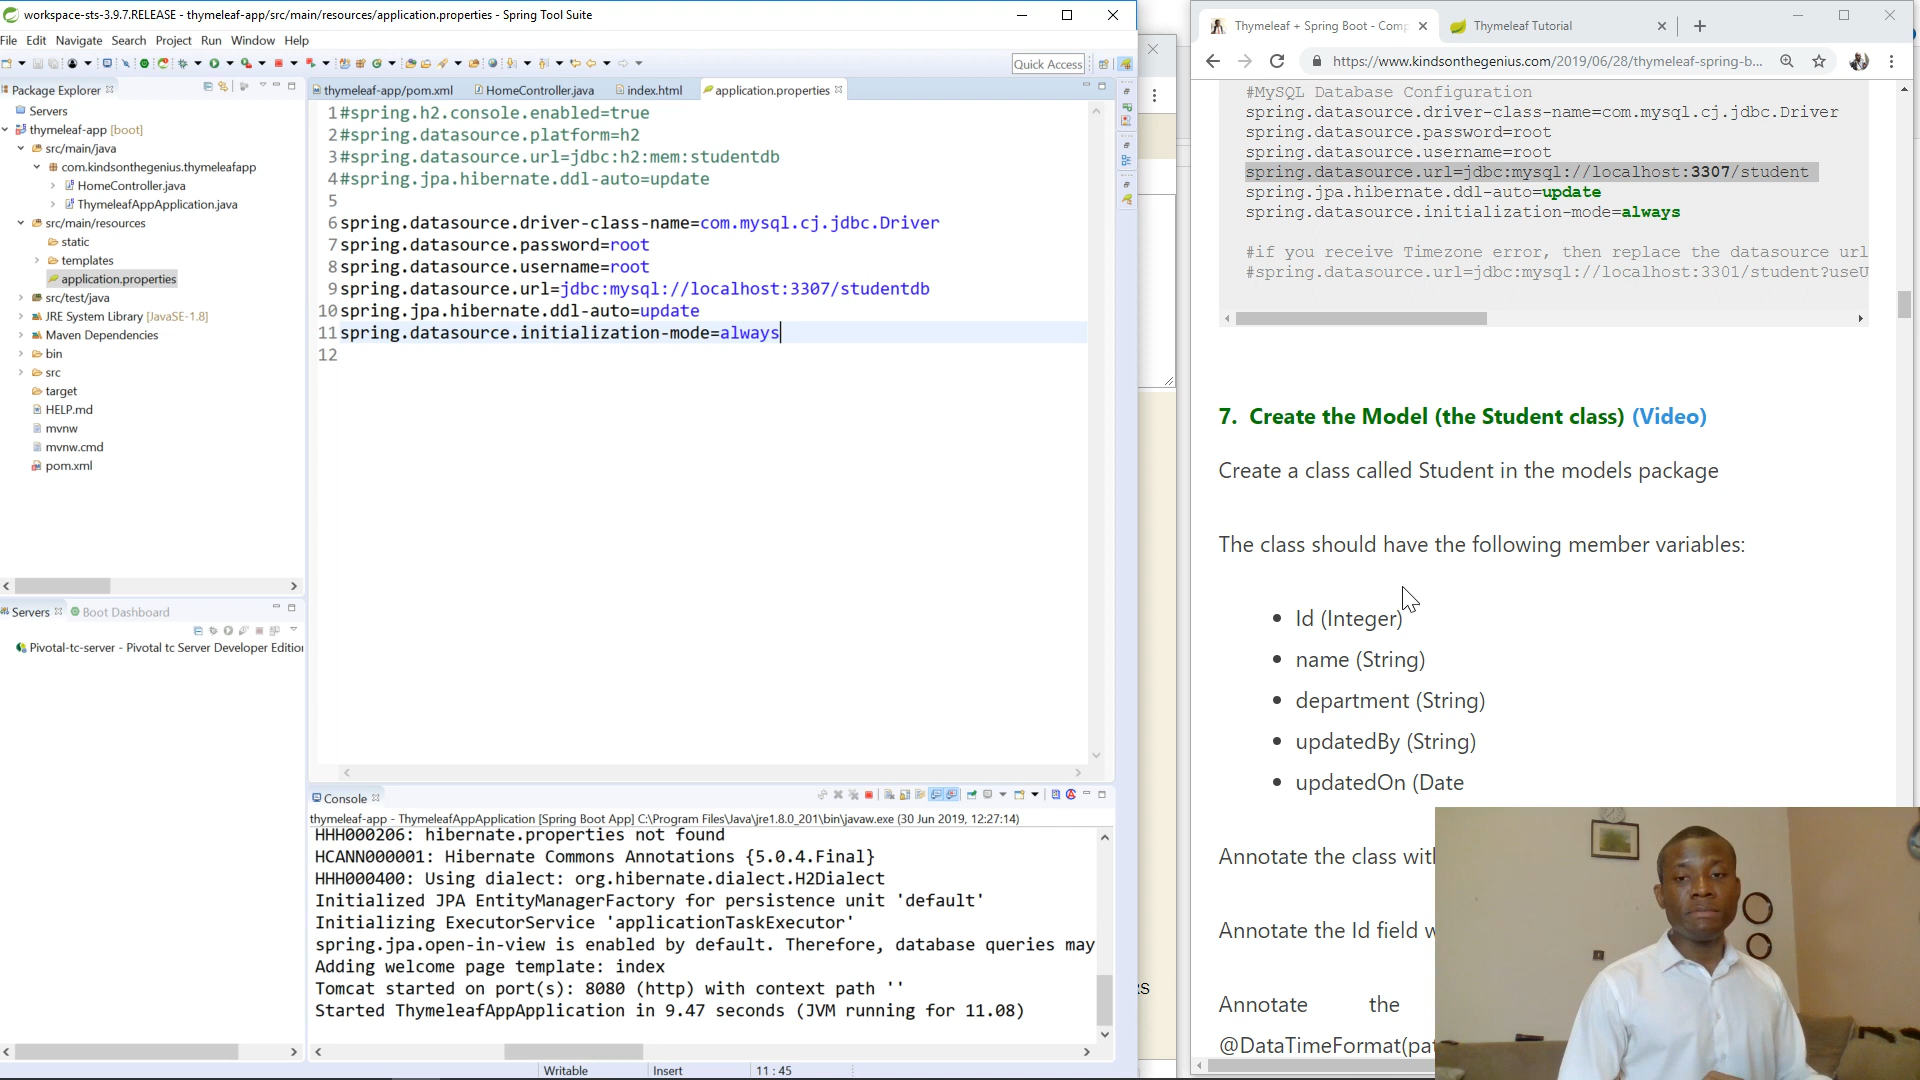 workspace-sts-3.9.7.RELEASE - thymeleaf-app/src/main/resources/application.properties - Spring Tool Suite
File Edit Navigate Search Project Run Window Help
Quick Access
Package Explorer
Servers
thymeleaf-app [boot]
src/main/java
com.kindsonthegenius.thymeleafapp
HomeController.java
ThymeleafAppApplication.java
src/main/resources
static
templates
application.properties
src/test/java
JRE System Library [JavaSE-1.8]
Maven Dependencies
bin
src
target
HELP.md
mvnw
mvnw.cmd
pom.xml
Servers Boot Dashboard
Pivotal-tc-server - Pivotal tc Server Developer Edition
thymeleaf-app/pom.xml HomeController.java index.html application.properties
1 #spring.h2.console.enabled=true
2 #spring.datasource.platform=h2
3 #spring.datasource.url=jdbc:h2:mem:studentdb
4 #spring.jpa.hibernate.ddl-auto=update
5
6 spring.datasource.driver-class-name=com.mysql.cj.jdbc.Driver
7 spring.datasource.password=root
8 spring.datasource.username=root
9 spring.datasource.url=jdbc:mysql://localhost:3307/studentdb
10 spring.jpa.hibernate.ddl-auto=update
11 spring.datasource.initialization-mode=always
12
Console
thymeleaf-app - ThymeleafAppApplication [Spring Boot App] C:\Program Files\Java\jre1.8.0_201\bin\javaw.exe (30 Jun 2019, 12:27:14)
HHH000206: hibernate.properties not found
HCANN000001: Hibernate Commons Annotations {5.0.4.Final}
HHH000400: Using dialect: org.hibernate.dialect.H2Dialect
Initialized JPA EntityManagerFactory for persistence unit 'default'
Initializing ExecutorService 'applicationTaskExecutor'
spring.jpa.open-in-view is enabled by default. Therefore, database queries may
Adding welcome page template: index
Tomcat started on port(s): 8080 (http) with context path ''
Started ThymeleafAppApplication in 9.47 seconds (JVM running for 11.08)
Writable Insert 11 : 45
Thymeleaf + Spring Boot - Comp Thymeleaf Tutorial
https://www.kindsonthegenius.com/2019/06/28/thymeleaf-spring-b...
#MySQL Database Configuration
spring.datasource.driver-class-name=com.mysql.cj.jdbc.Driver
spring.datasource.password=root
spring.datasource.username=root
spring.datasource.url=jdbc:mysql://localhost:3307/student
spring.jpa.hibernate.ddl-auto=update
spring.datasource.initialization-mode=always
#if you receive Timezone error, then replace the datasource url
#spring.datasource.url=jdbc:mysql://localhost:3301/student?useU
7. Create the Model (the Student class) (Video)
Create a class called Student in the models package
The class should have the following member variables:
• Id (Integer)
• name (String)
• department (String)
• updatedBy (String)
• updatedOn (Date
Annotate the class with
Annotate the Id field w
Annotate the
@DataTimeFormat(pat